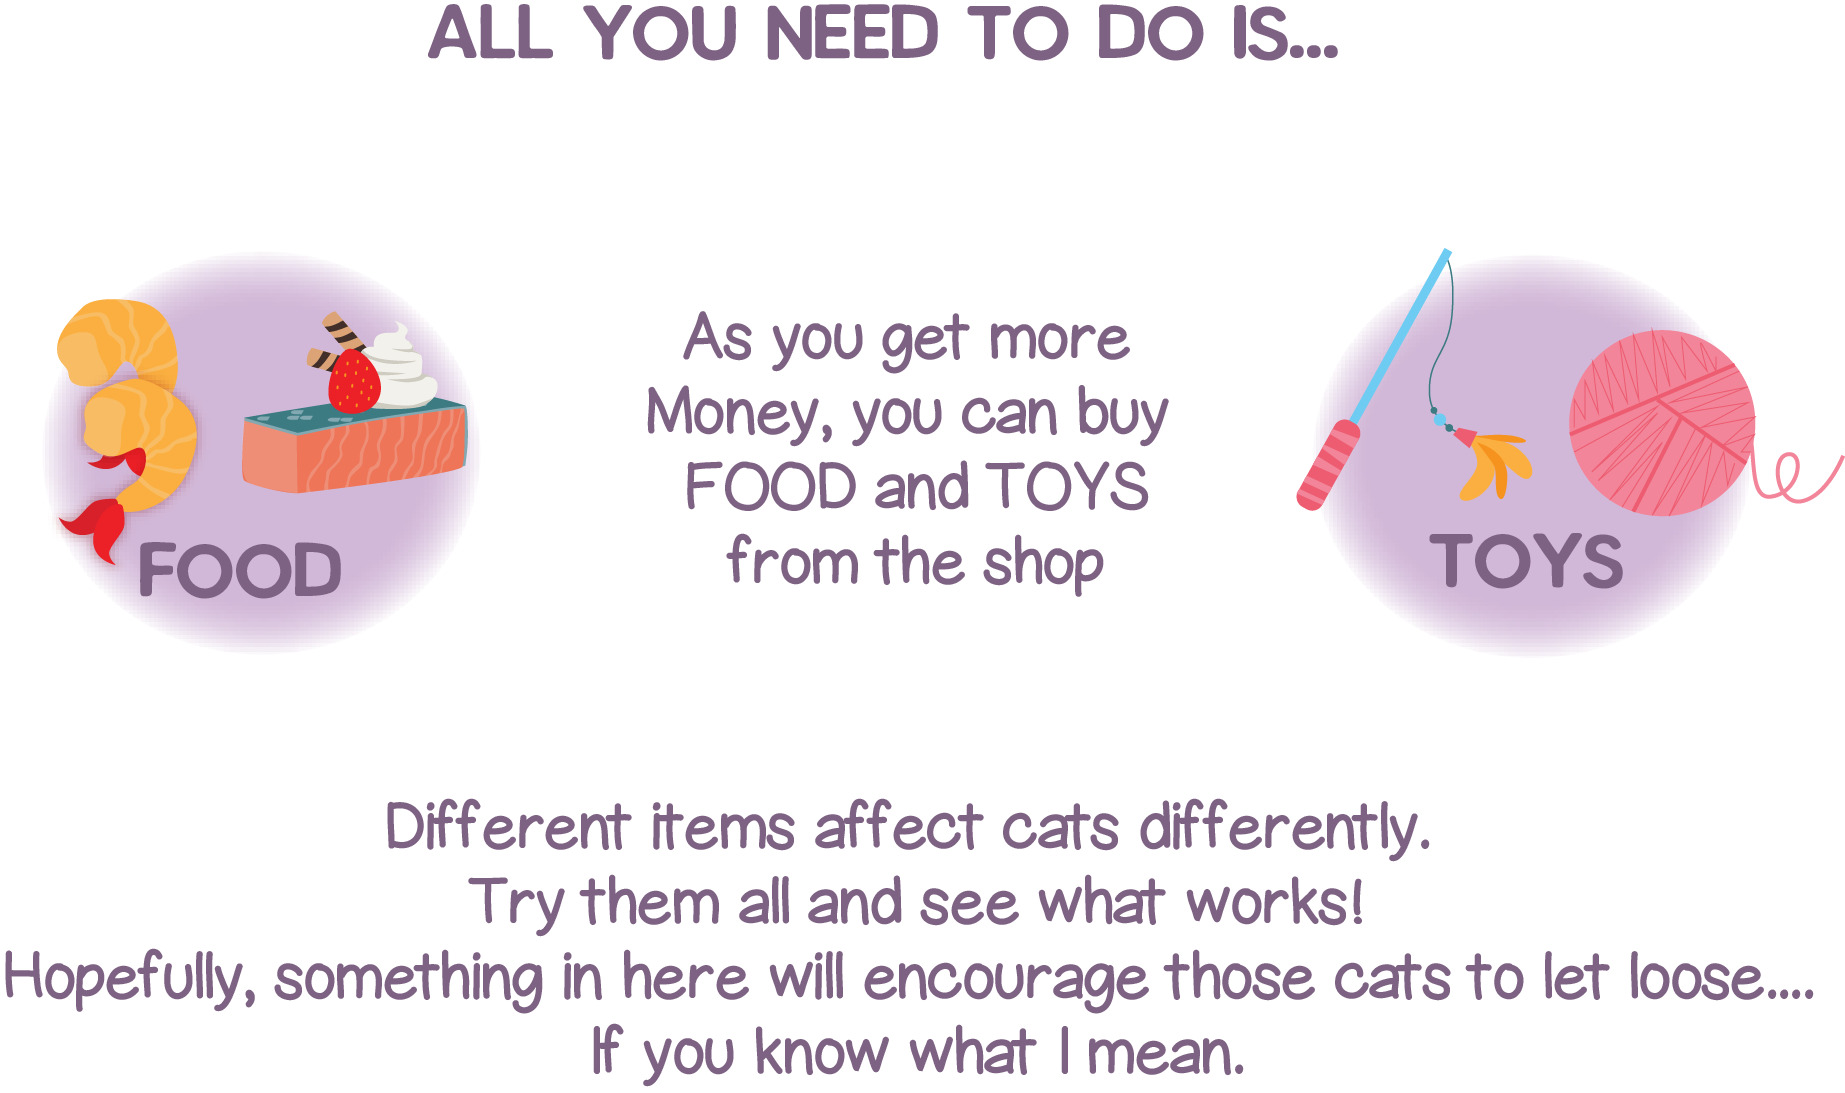 ALL YOU NEED TO DO IS...
As you get more
Money, you can buy
FOOD and TOYS
from the shop
FOOD
TOYS
Different items affect cats differently.
Try them all and see what works!
Hopefully, something in here will encourage those cats to let loose....
If you know what I mean.